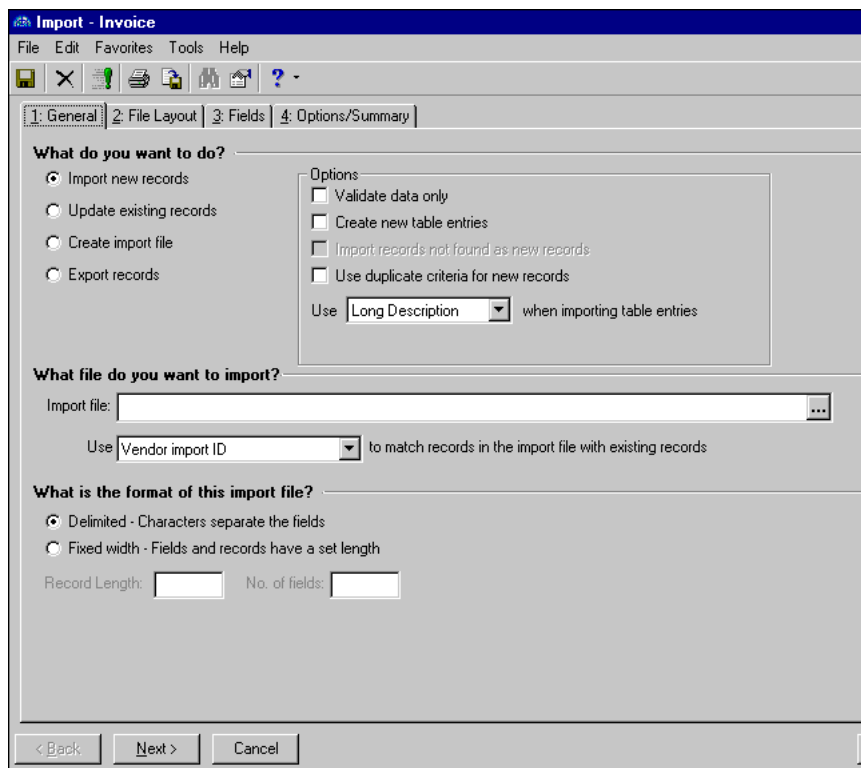 Import - Invoice
File Edit Favorites Tools Help
?
1: General 2: File Layout 3: Fields 4: Options/Summary
What do you want to do?
Import new records
Update existing records
Create import file
Export records
Options
Validate data only
Create new table entries
Import records not found as new records
Use duplicate criteria for new records
Use Long Description when importing table entries
What file do you want to import?
Import file: ...
Use Vendor import ID to match records in the import file with existing records
What is the format of this import file?
Delimited - Characters separate the fields
Fixed width - Fields and records have a set length
Record Length: No. of fields:
< Back Next > Cancel